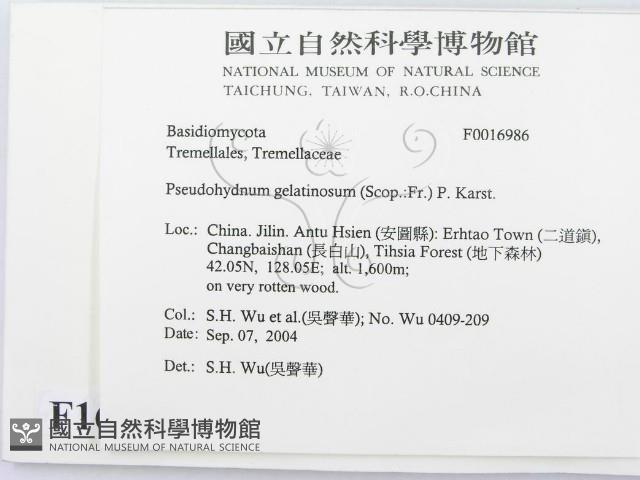 國立自然科學博物館
NATIONAL MUSEUM OF NATURAL SCIENCE
TAICHUNG, TAIWAN, R.O.CHINA
Basidiomycota F0016986
Tremellales, Tremellaceae
Pseudohydnum gelatinosum (Scop.:Fr.) P. Karst.
Loc.: China. Jilin. Antu Hsien (安圖縣): Erhtao Town (二道鎮),
Changbaishan (長白山), Tihsia Forest (地下森林)
42.05N, 128.05E; alt. 1,600m;
on very rotten wood.
Col.: S.H. Wu et al.(吳聲華); No. Wu 0409-209
Date: Sep. 07, 2004
Det.: S.H. Wu(吳聲華)
國立自然科學博物館
NATIONAL MUSEUM OF NATURAL SCIENCE